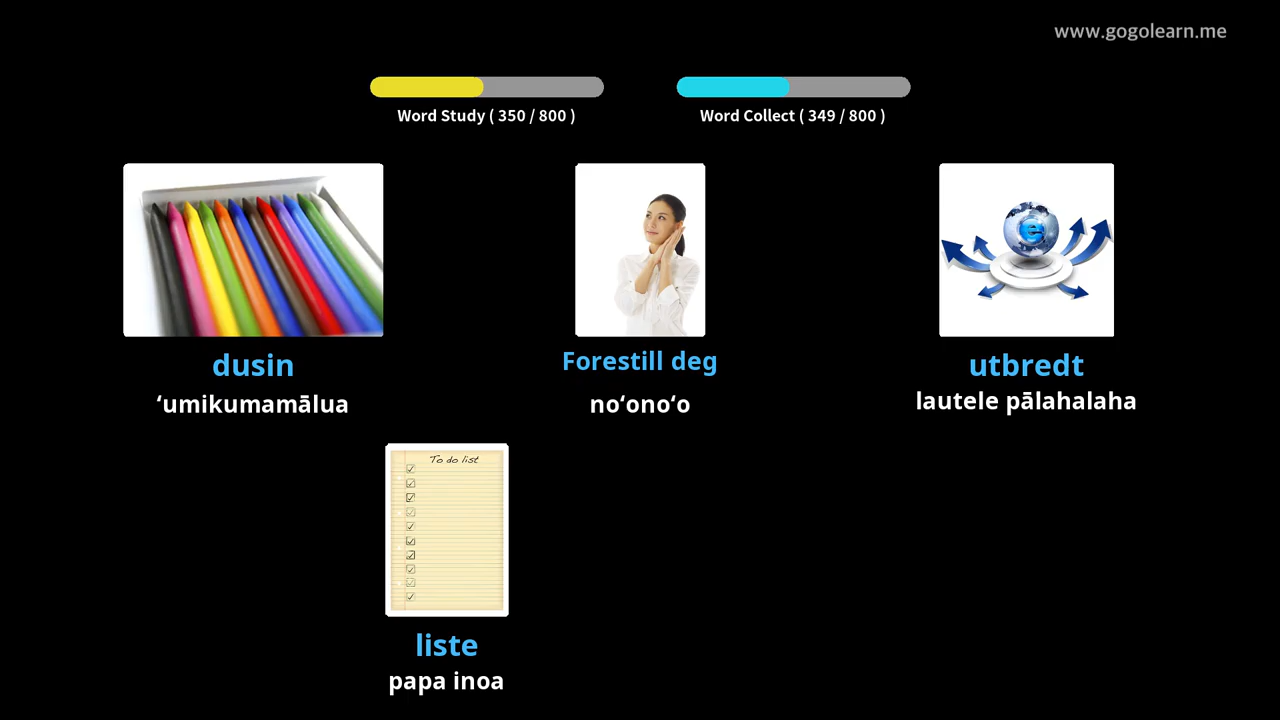 www.gogolearn.me
Word Study ( 350 / 800 )
Word Collect ( 349 / 800 )
dusin
ʻumikumamālua
Forestill deg
noʻonoʻo
utbredt
lautele pālahalaha
To do list
liste
papa inoa